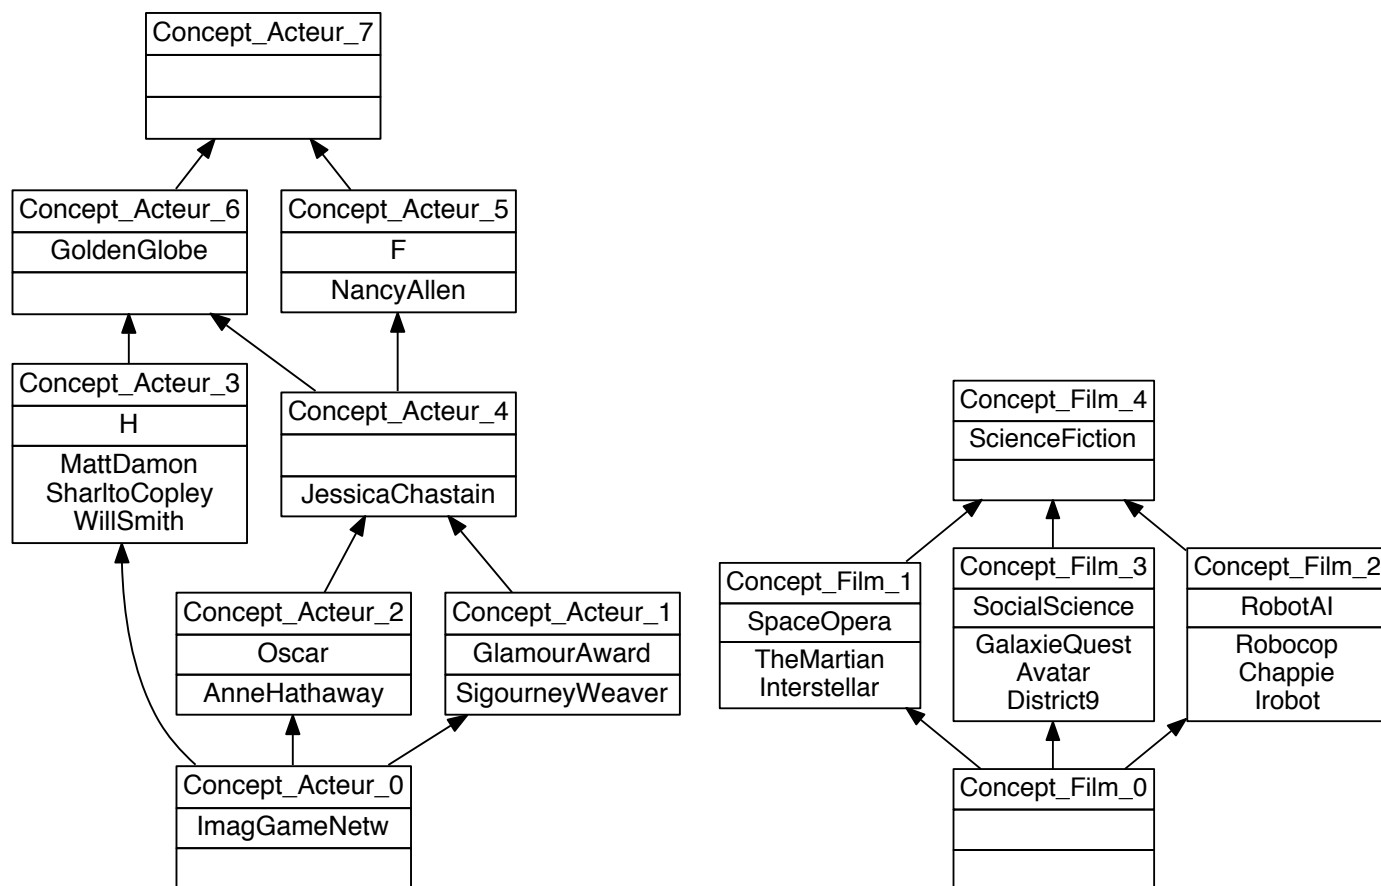 Concept_Acteur_7
Concept_Acteur_6
GoldenGlobe
Concept_Acteur_5
F
NancyAllen
Concept_Acteur_3
H
MattDamon
SharltoCopley
WillSmith
Concept_Acteur_4
JessicaChastain
Concept_Acteur_2
Oscar
AnneHathaway
Concept_Acteur_1
GlamourAward
SigourneyWeaver
Concept_Acteur_0
ImagGameNetw
Concept_Film_4
ScienceFiction
Concept_Film_1
SpaceOpera
TheMartian
Interstellar
Concept_Film_3
SocialScience
GalaxieQuest
Avatar
District9
Concept_Film_2
RobotAI
Robocop
Chappie
Irobot
Concept_Film_0